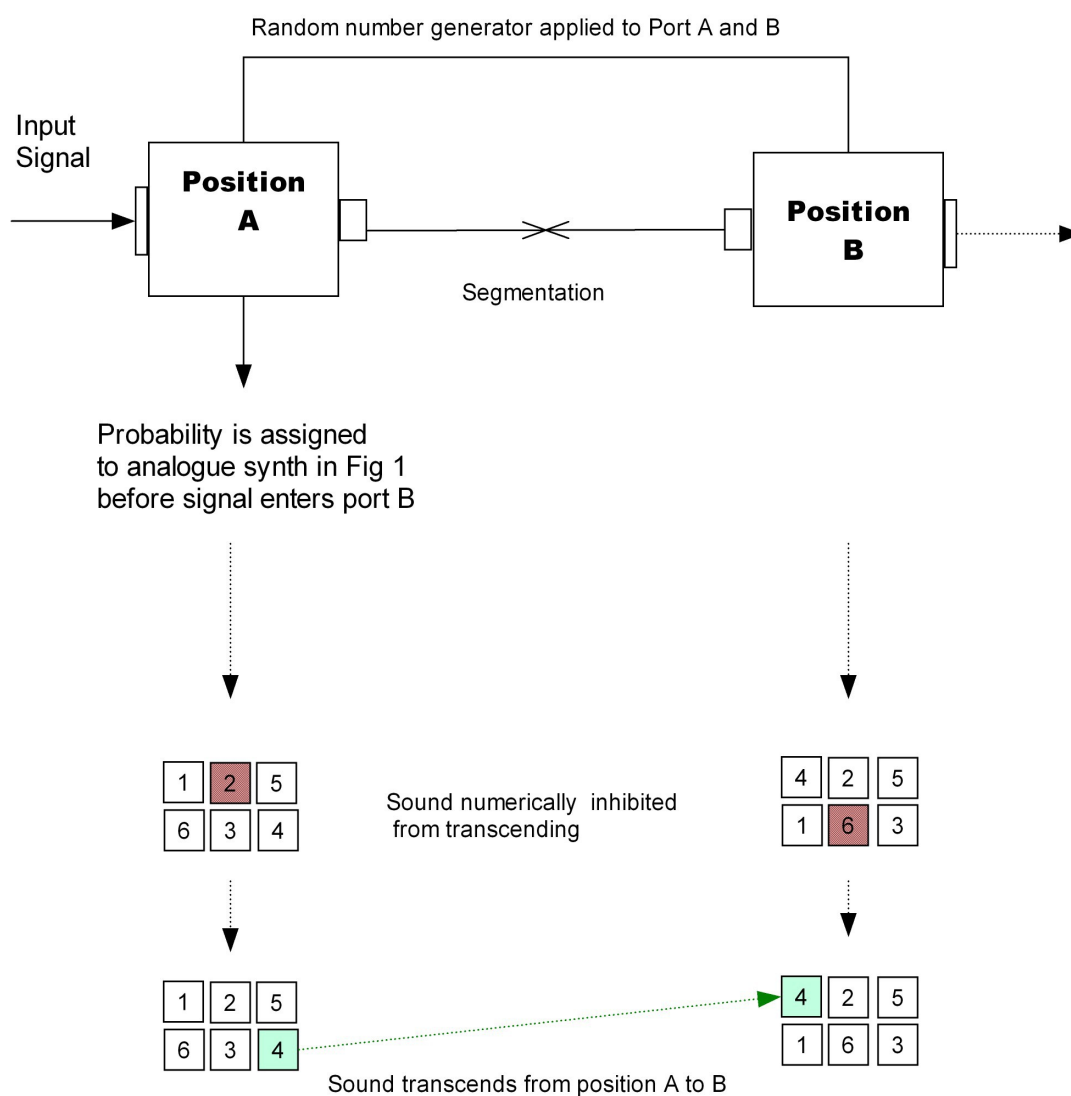 Random number generator applied to Port A and B
Input
Signal
Position
A
Position
B
Segmentation
Probability is assigned
to analogue synth in Fig 1
before signal enters port B
1 2 5
6 3 4
Sound numerically inhibited
from transcending
4 2 5
1 6 3
1 2 5
6 3 4
4 2 5
1 6 3
Sound transcends from position A to B